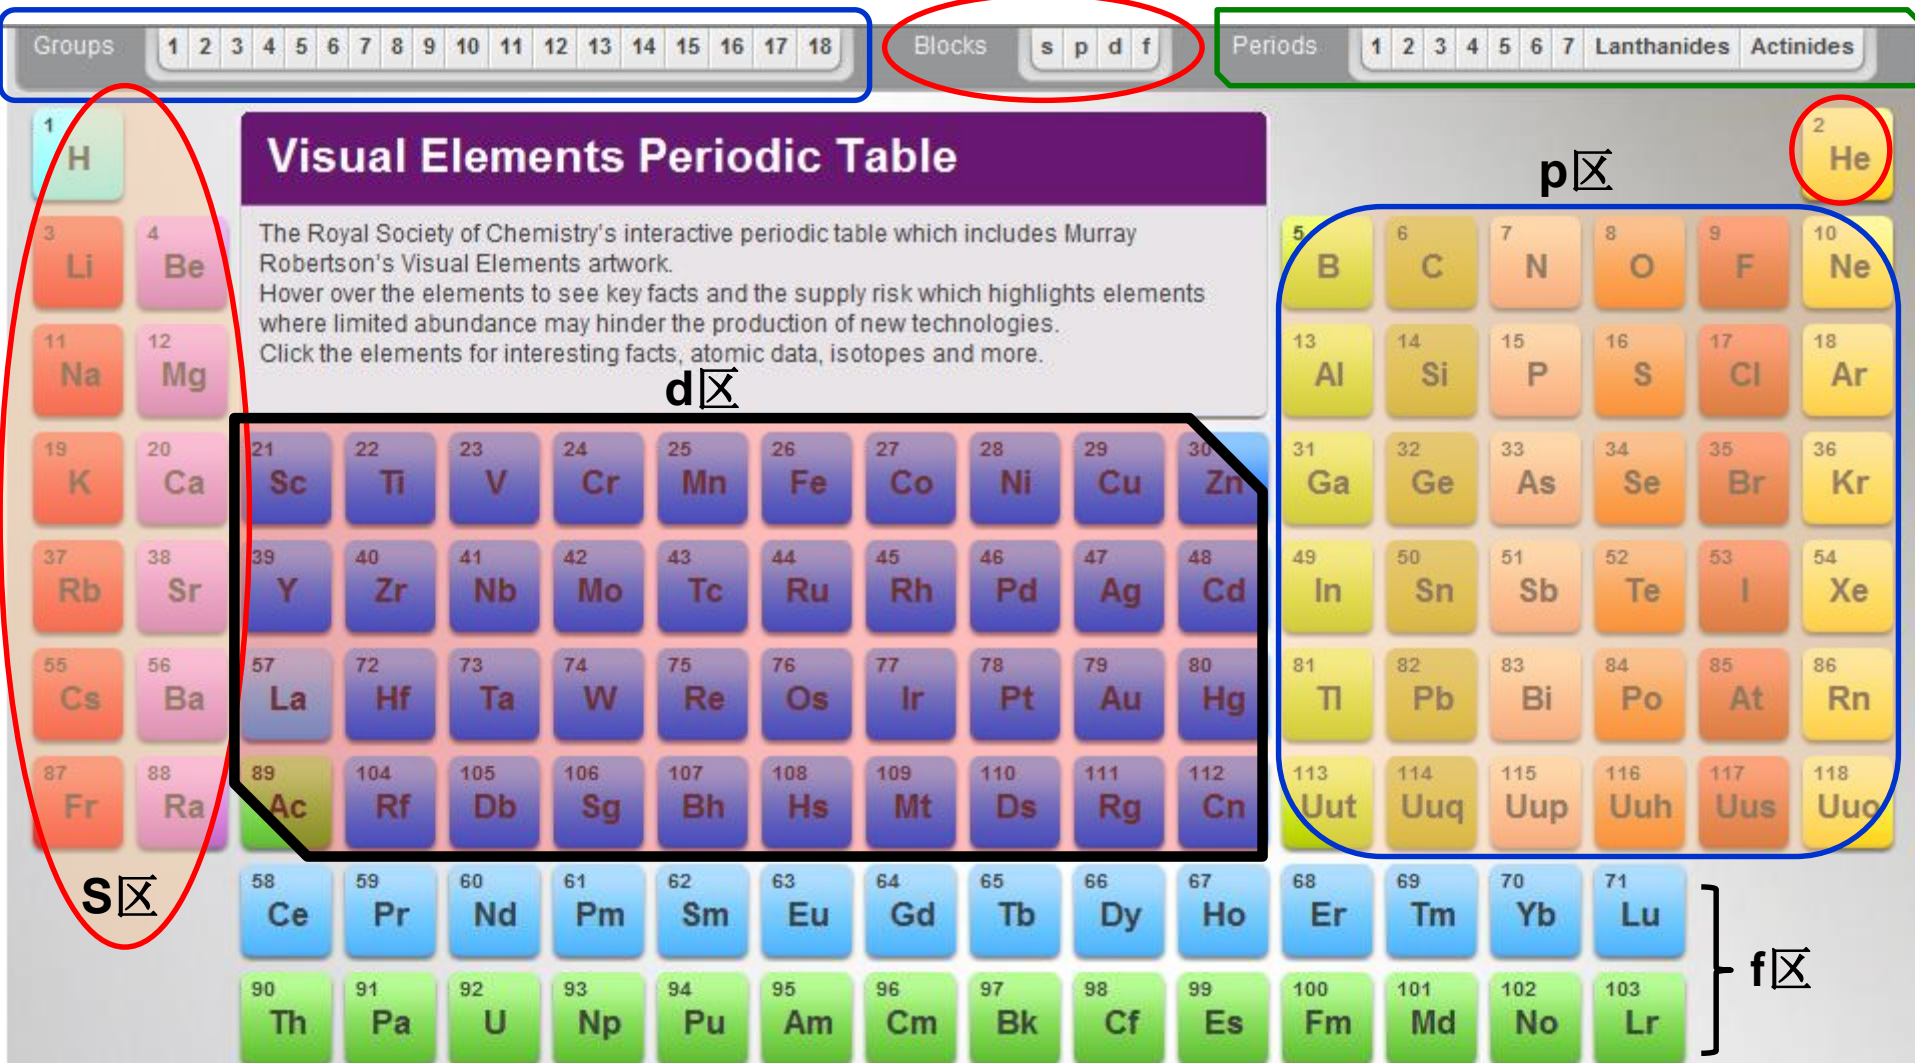 Groups 1 2 3 4 5 6 7 8 9 10 11 12 13 14 15 16 17 18 Blocks s p d f Periods 1 2 3 4 5 6 7 Lanthanides Actinides
1 2
H He
Visual Elements Periodic Table
p区
The Royal Society of Chemistry's interactive periodic table which includes Murray
Robertson's Visual Elements artwork.
Hover over the elements to see key facts and the supply risk which highlights elements
where limited abundance may hinder the production of new technologies.
Click the elements for interesting facts, atomic data, isotopes and more.
3 4 5 6 7 8 9 10
Li Be B C N O F Ne
11 12 13 14 15 16 17 18
Na Mg Al Si P S Cl Ar
d区
19 20 21 22 23 24 25 26 27 28 29 30 31 32 33 34 35 36
K Ca Sc Ti V Cr Mn Fe Co Ni Cu Zn Ga Ge As Se Br Kr
37 38 39 40 41 42 43 44 45 46 47 48 49 50 51 52 53 54
Rb Sr Y Zr Nb Mo Tc Ru Rh Pd Ag Cd In Sn Sb Te I Xe
55 56 57 72 73 74 75 76 77 78 79 80 81 82 83 84 85 86
Cs Ba La Hf Ta W Re Os Ir Pt Au Hg Tl Pb Bi Po At Rn
87 88 89 104 105 106 107 108 109 110 111 112 113 114 115 116 117 118
Fr Ra Ac Rf Db Sg Bh Hs Mt Ds Rg Cn Uut Uuq Uup Uuh Uus Uuo
S区
58 59 60 61 62 63 64 65 66 67 68 69 70 71
Ce Pr Nd Pm Sm Eu Gd Tb Dy Ho Er Tm Yb Lu
f区
90 91 92 93 94 95 96 97 98 99 100 101 102 103
Th Pa U Np Pu Am Cm Bk Cf Es Fm Md No Lr